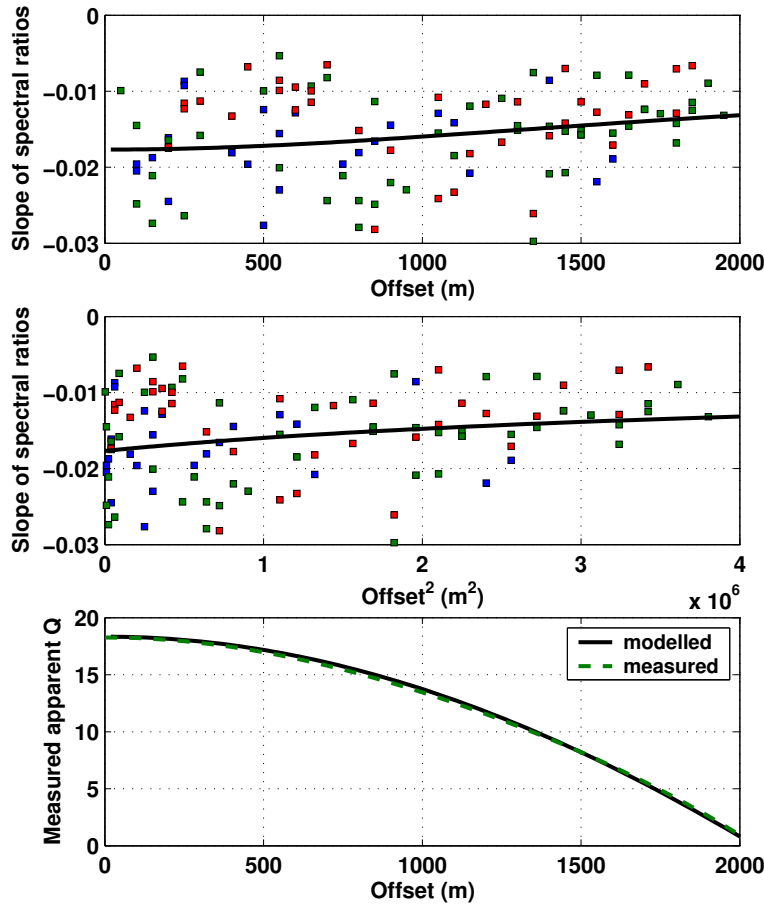 0
−0.01
−0.02
−0.03
Slope of spectral ratios
0 500 1000 1500 2000
Offset (m)
0
−0.01
−0.02
−0.03
Slope of spectral ratios
0 1 2 3 4
x 10⁶
Offset² (m²)
20
15
10
5
0
Measured apparent Q
modelled
measured
0 500 1000 1500 2000
Offset (m)